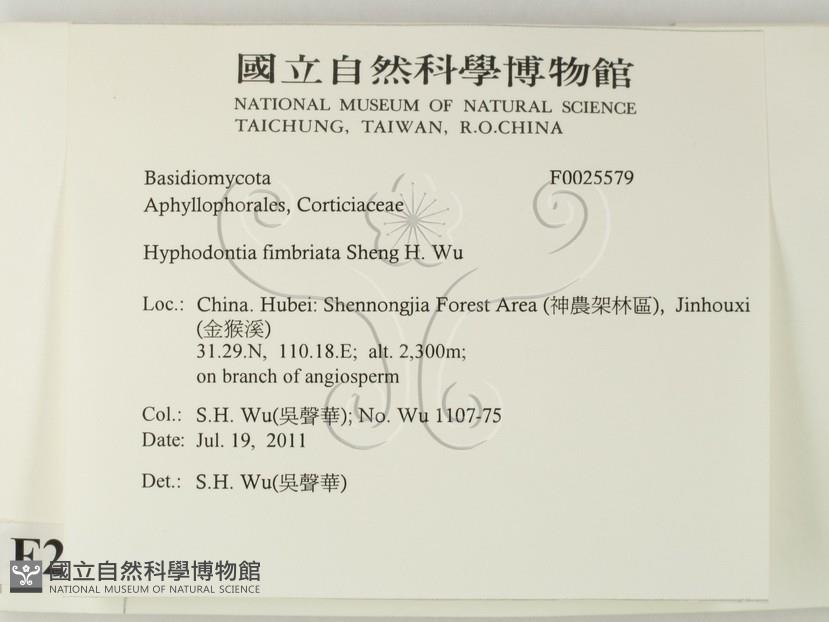 國立自然科學博物館
NATIONAL MUSEUM OF NATURAL SCIENCE
TAICHUNG, TAIWAN, R.O.CHINA
Basidiomycota F0025579
Aphyllophorales, Corticiaceae
Hyphodontia fimbriata Sheng H. Wu
Loc.: China. Hubei: Shennongjia Forest Area (神農架林區), Jinhouxi
(金猴溪)
31.29.N, 110.18.E; alt. 2,300m;
on branch of angiosperm
Col.: S.H. Wu(吳聲華); No. Wu 1107-75
Date: Jul. 19, 2011
Det.: S.H. Wu(吳聲華)
國立自然科學博物館
NATIONAL MUSEUM OF NATURAL SCIENCE